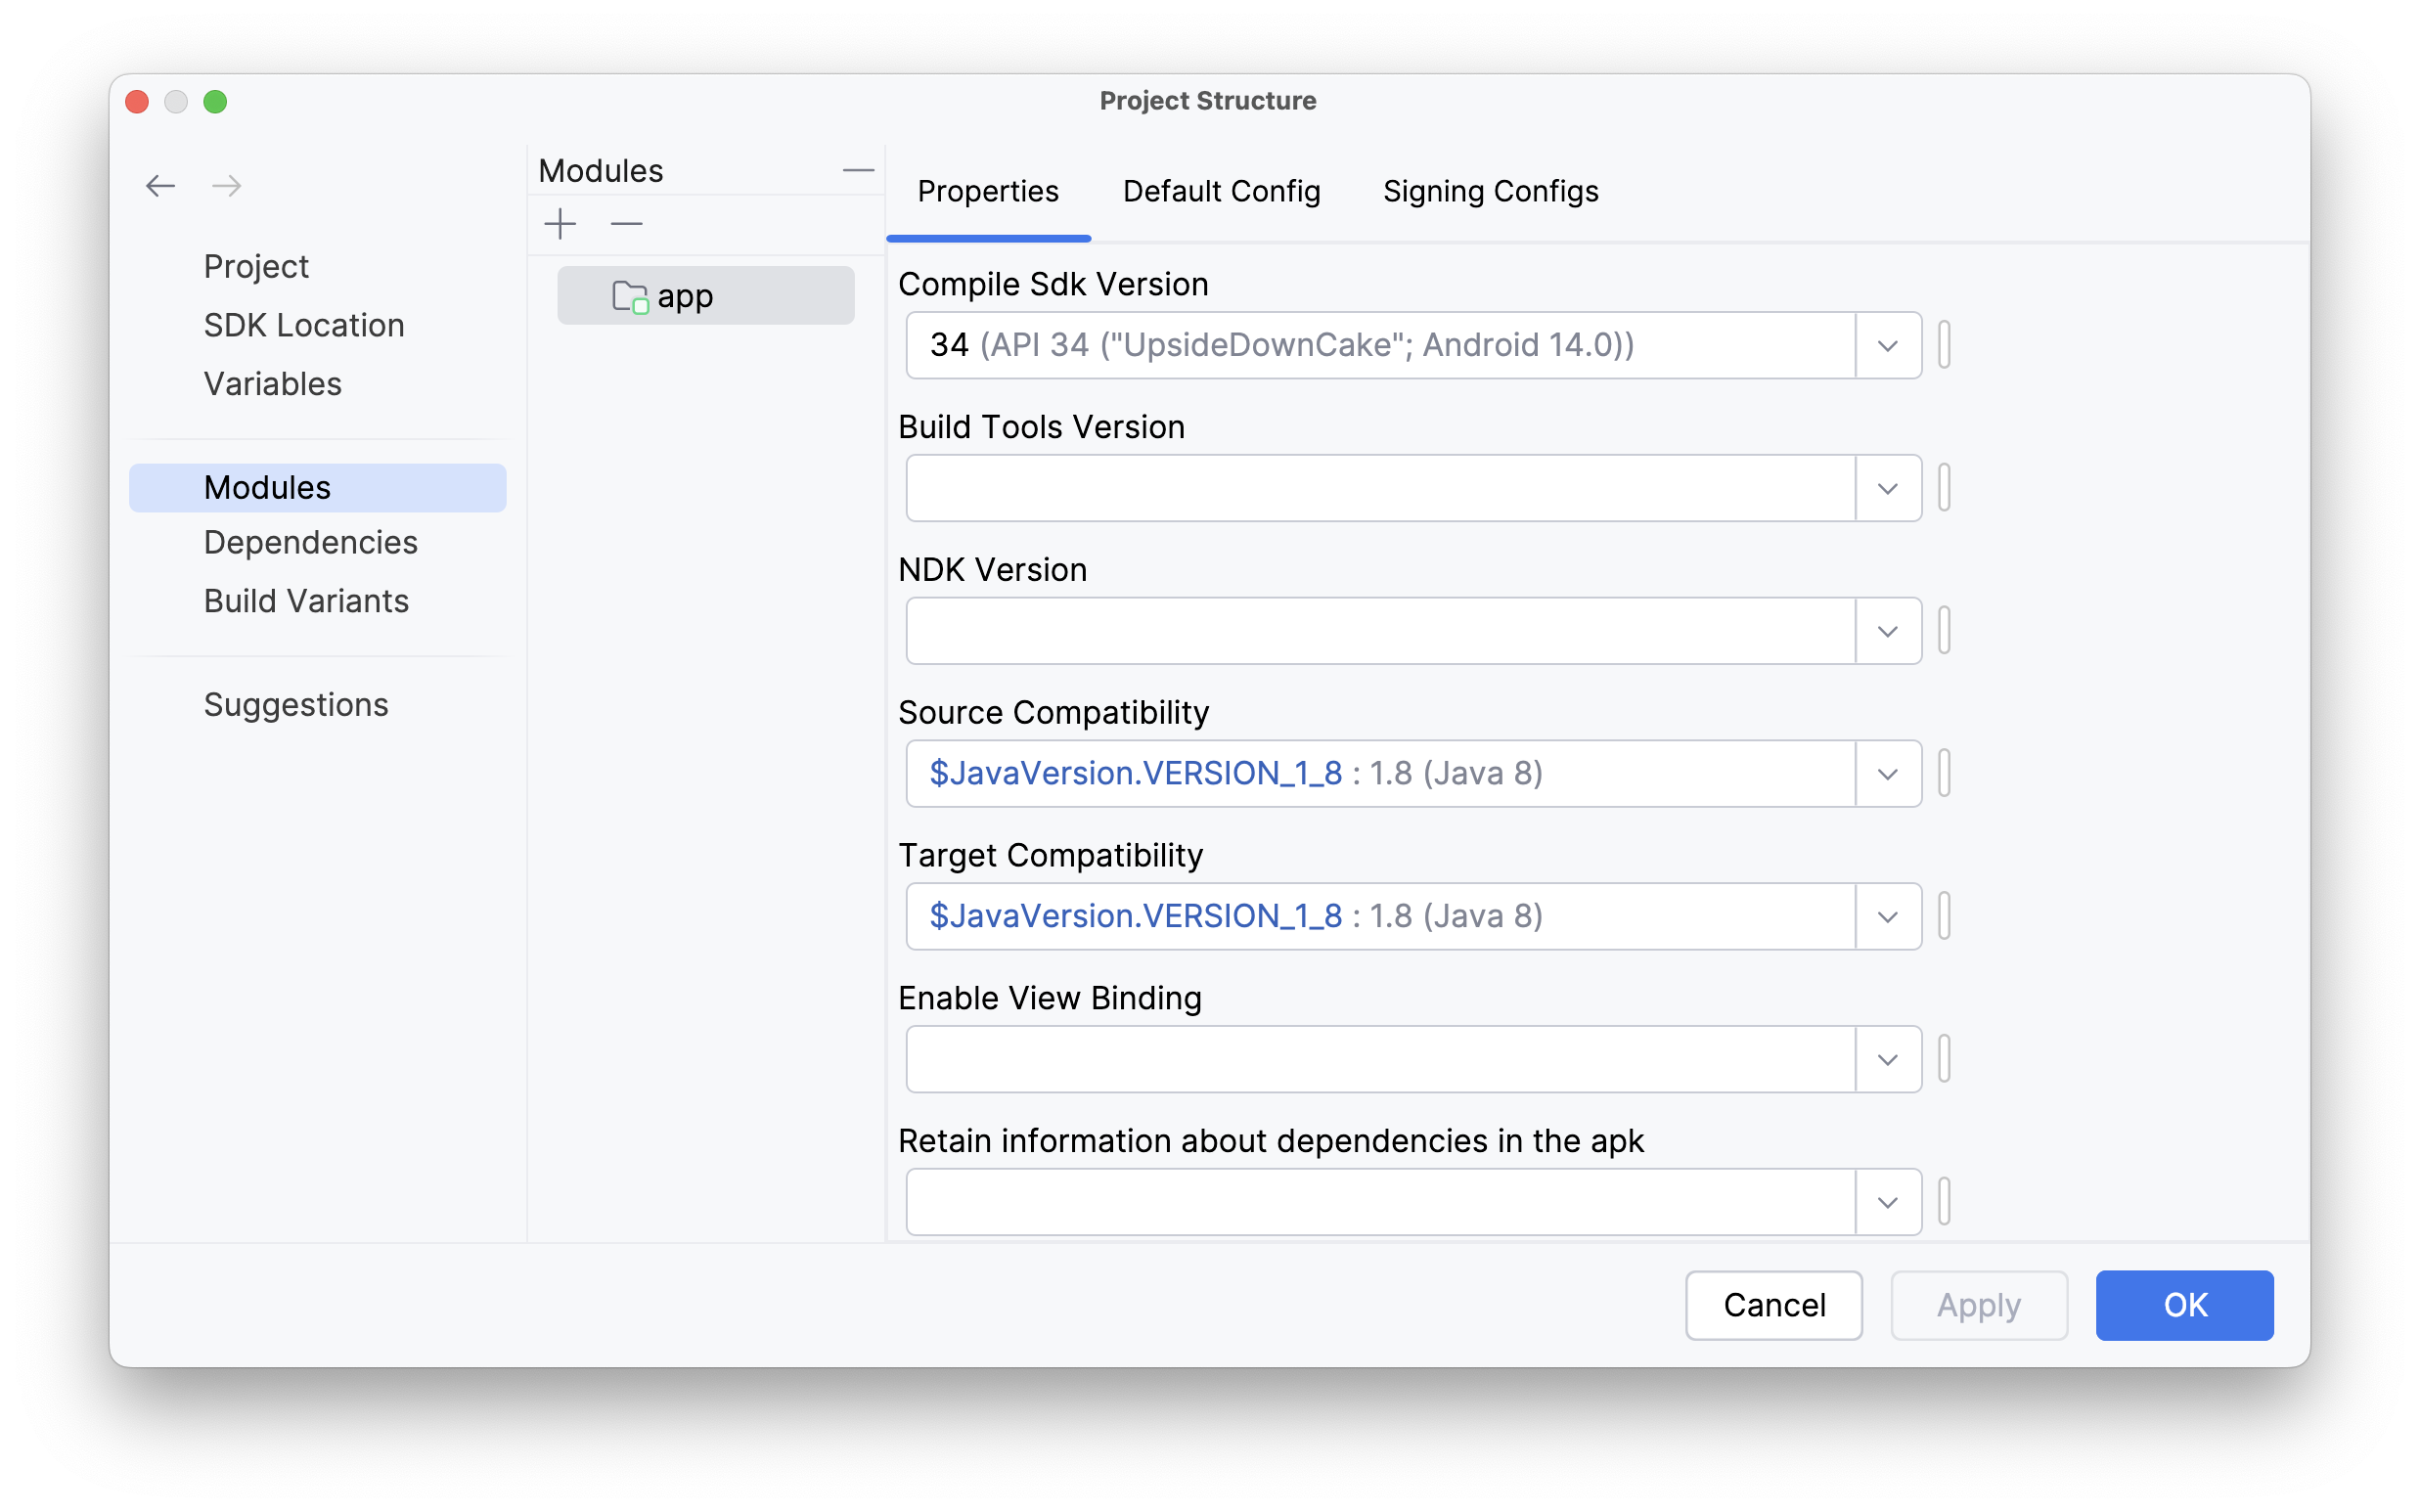 Project Structure
Project
SDK Location
Variables
Modules
Dependencies
Build Variants
Suggestions
Modules
app
Properties
Default Config
Signing Configs
Compile Sdk Version
34 (API 34 ("UpsideDownCake"; Android 14.0))
Build Tools Version
NDK Version
Source Compatibility
$JavaVersion.VERSION_1_8 : 1.8 (Java 8)
Target Compatibility
$JavaVersion.VERSION_1_8 : 1.8 (Java 8)
Enable View Binding
Retain information about dependencies in the apk
Cancel
Apply
OK